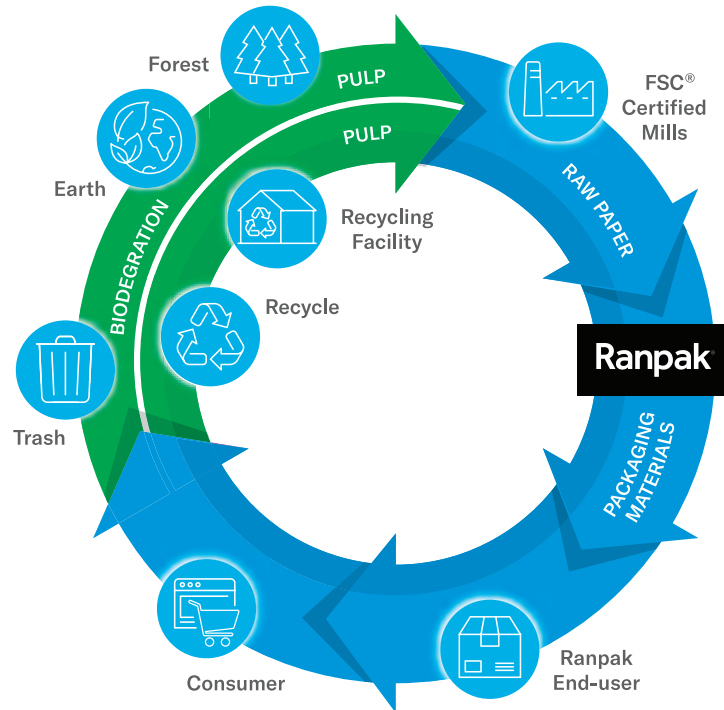 Forest
PULP
FSC®
Certified
Mills
PULP
Earth
Recycling
Facility
RAW PAPER
BIODEGRATION
Recycle
Ranpak
Trash
PACKAGING
MATERIALS
Consumer
Ranpak
End-user